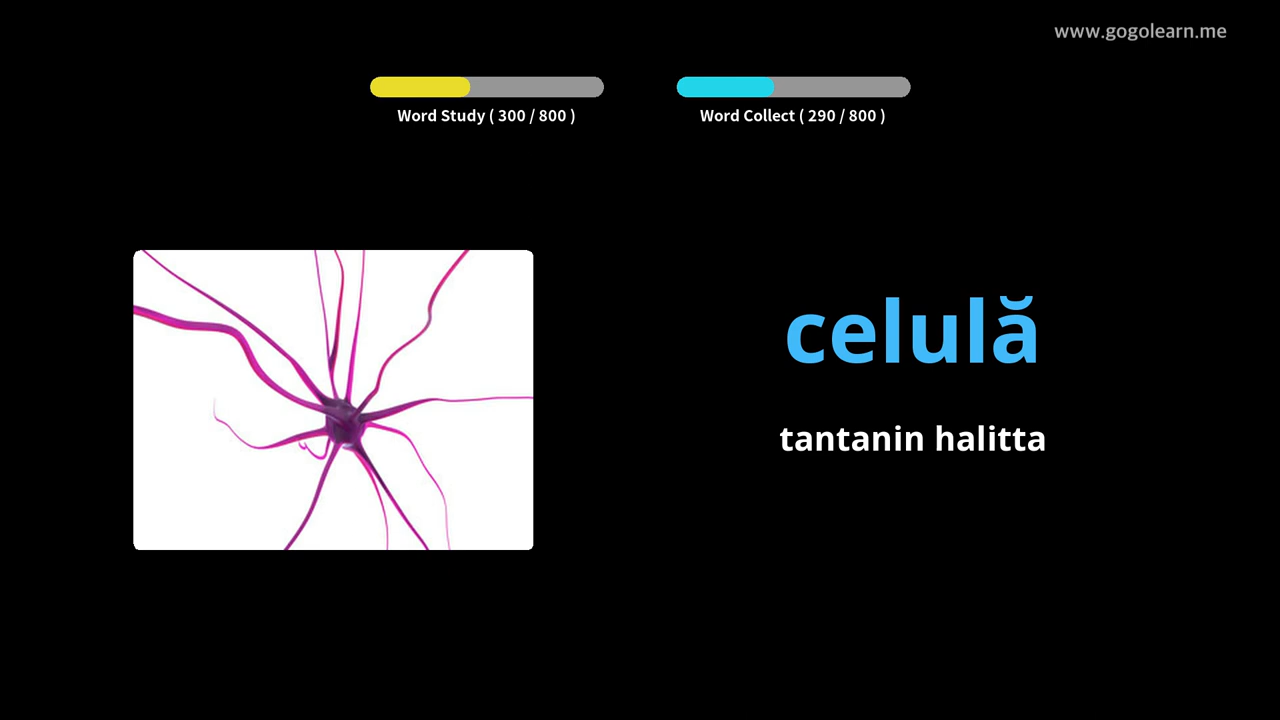 www.gogolearn.me
Word Study ( 300 / 800 )
Word Collect ( 290 / 800 )
celulă
tantanin halitta